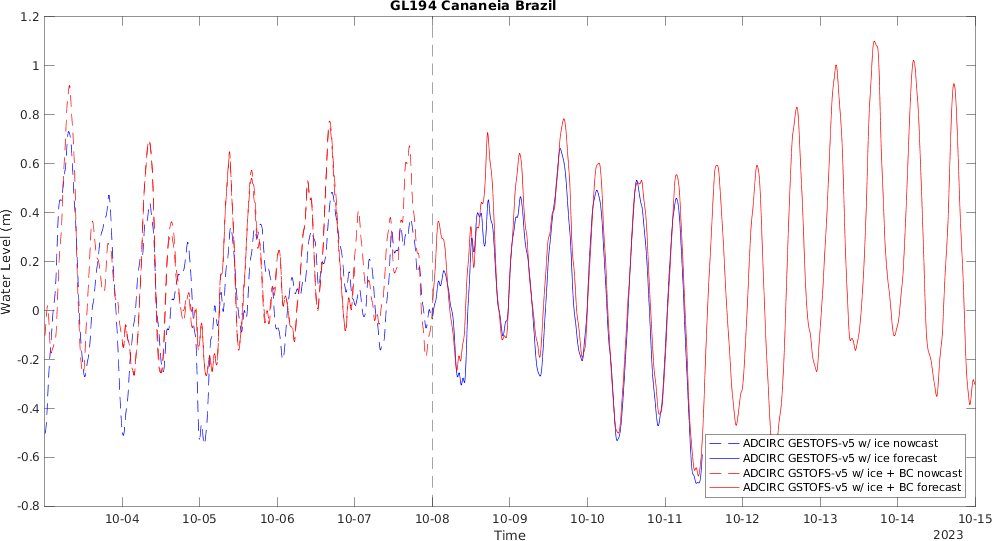 GL194 Cananeia Brazil
1.2
1
0.8
0.6
0.4
0.2
0
-0.2
-0.4
-0.6
-0.8
Water Level (m)
ADCIRC GESTOFS-v5 w/ ice nowcast
ADCIRC GESTOFS-v5 w/ ice forecast
ADCIRC GSTOFS-v5 w/ ice + BC nowcast
ADCIRC GSTOFS-v5 w/ ice + BC forecast
10-04 10-05 10-06 10-07 10-08 10-09 10-10 10-11 10-12 10-13 10-14 10-15
Time
2023